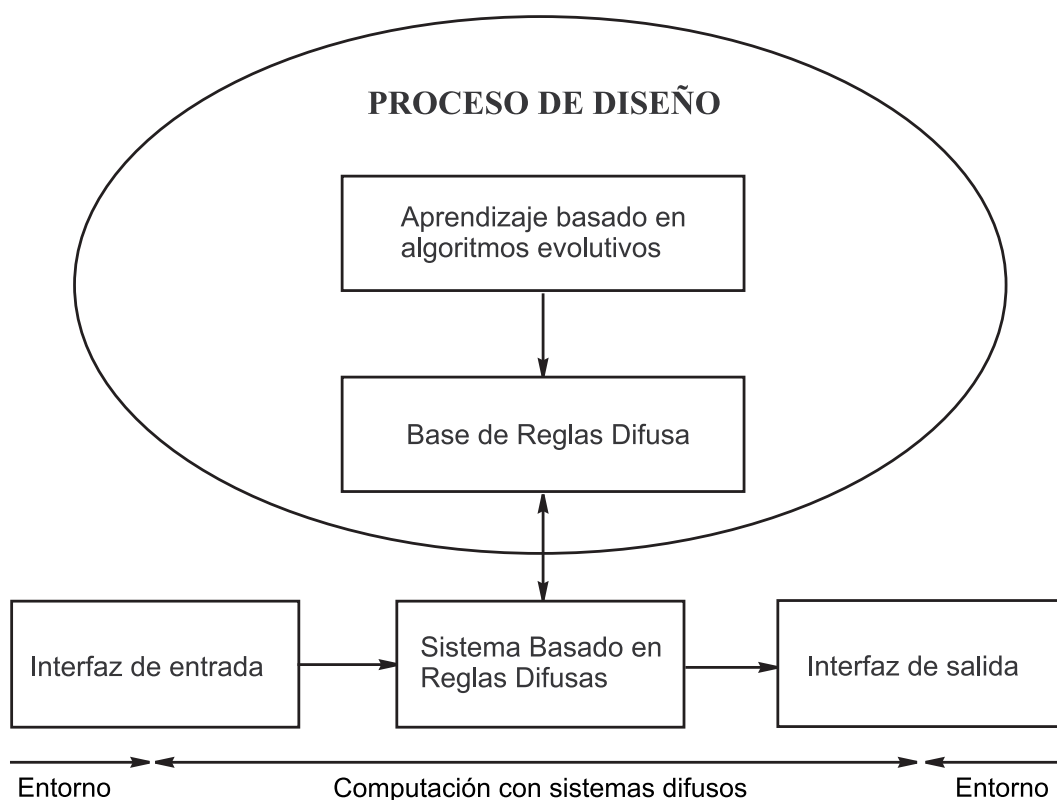 PROCESO DE DISEÑO
Aprendizaje basado en
algoritmos evolutivos
Base de Reglas Difusa
Interfaz de entrada
Sistema Basado en
Reglas Difusas
Interfaz de salida
Entorno
Computación con sistemas difusos
Entorno